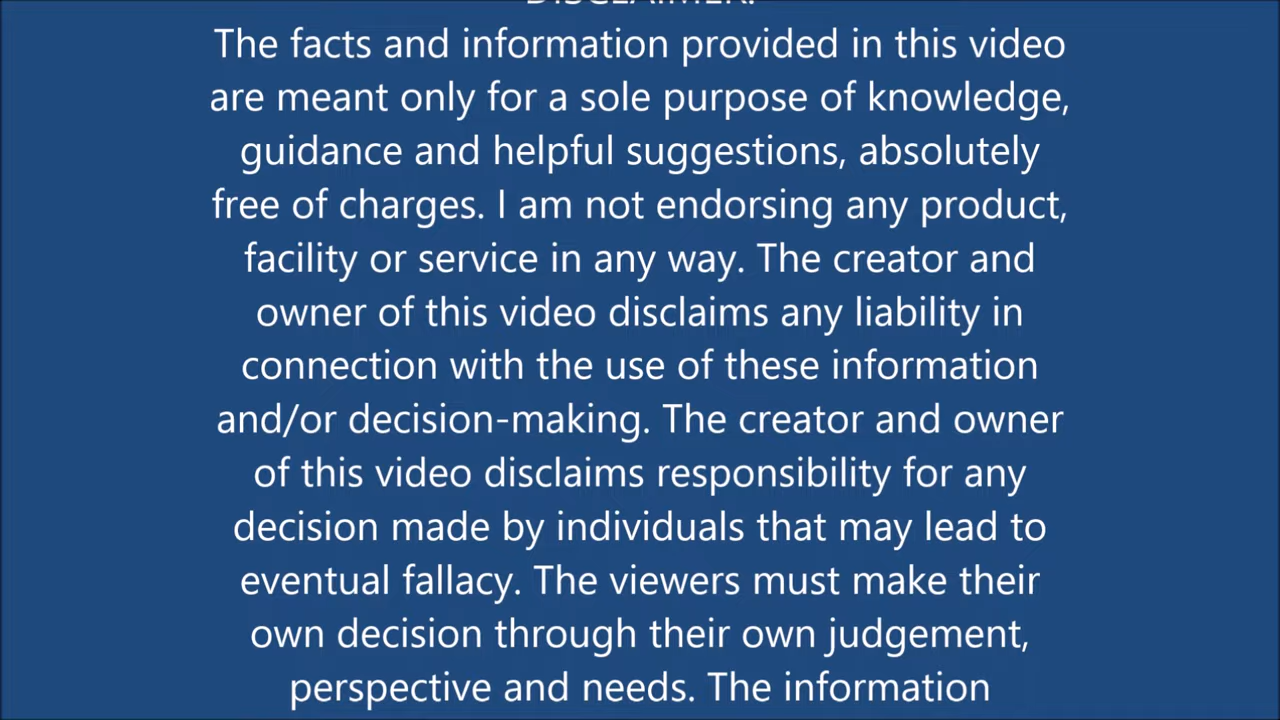 DISCLAIMER:
The facts and information provided in this video
are meant only for a sole purpose of knowledge,
guidance and helpful suggestions, absolutely
free of charges. I am not endorsing any product,
facility or service in any way. The creator and
owner of this video disclaims any liability in
connection with the use of these information
and/or decision-making. The creator and owner
of this video disclaims responsibility for any
decision made by individuals that may lead to
eventual fallacy. The viewers must make their
own decision through their own judgement,
perspective and needs. The information